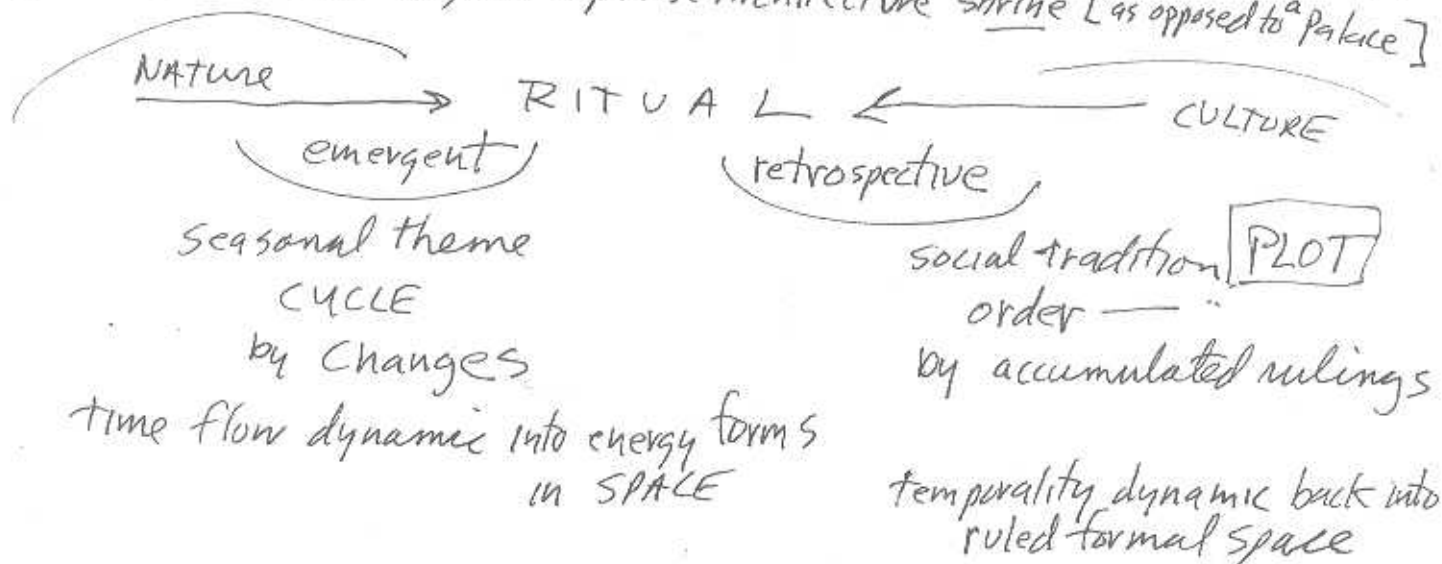 Architecture shrine [as opposed to a Palace]
NATURE RITUAL CULTURE
emergent retrospective
seasonal theme
CYCLE
by Changes
time flow dynamic into energy forms
in SPACE
social tradition PLOT
order — "
by accumulated rulings
temporality dynamic back into
ruled formal space